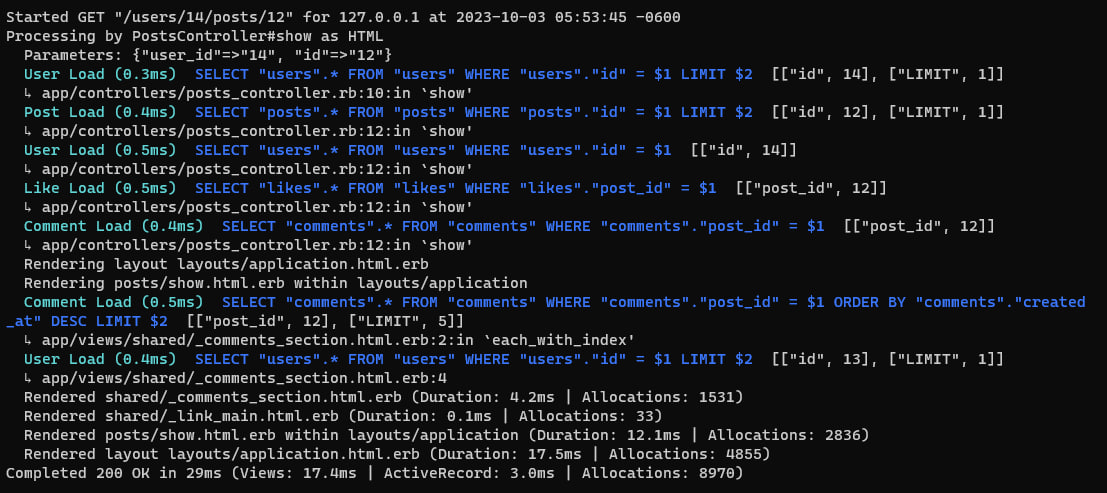 Started GET "/users/14/posts/12" for 127.0.0.1 at 2023-10-03 05:53:45 -0600
Processing by PostsController#show as HTML
  Parameters: {"user_id"=>"14", "id"=>"12"}
  User Load (0.3ms)  SELECT "users".* FROM "users" WHERE "users"."id" = $1 LIMIT $2  [["id", 14], ["LIMIT", 1]]
  ↳ app/controllers/posts_controller.rb:10:in `show'
  Post Load (0.4ms)  SELECT "posts".* FROM "posts" WHERE "posts"."id" = $1 LIMIT $2  [["id", 12], ["LIMIT", 1]]
  ↳ app/controllers/posts_controller.rb:12:in `show'
  User Load (0.5ms)  SELECT "users".* FROM "users" WHERE "users"."id" = $1  [["id", 14]]
  ↳ app/controllers/posts_controller.rb:12:in `show'
  Like Load (0.5ms)  SELECT "likes".* FROM "likes" WHERE "likes"."post_id" = $1  [["post_id", 12]]
  ↳ app/controllers/posts_controller.rb:12:in `show'
  Comment Load (0.4ms)  SELECT "comments".* FROM "comments" WHERE "comments"."post_id" = $1  [["post_id", 12]]
  ↳ app/controllers/posts_controller.rb:12:in `show'
  Rendering layout layouts/application.html.erb
  Rendering posts/show.html.erb within layouts/application
  Comment Load (0.5ms)  SELECT "comments".* FROM "comments" WHERE "comments"."post_id" = $1 ORDER BY "comments"."created
_at" DESC LIMIT $2  [["post_id", 12], ["LIMIT", 5]]
  ↳ app/views/shared/_comments_section.html.erb:2:in `each_with_index'
  User Load (0.4ms)  SELECT "users".* FROM "users" WHERE "users"."id" = $1 LIMIT $2  [["id", 13], ["LIMIT", 1]]
  ↳ app/views/shared/_comments_section.html.erb:4
  Rendered shared/_comments_section.html.erb (Duration: 4.2ms | Allocations: 1531)
  Rendered shared/_link_main.html.erb (Duration: 0.1ms | Allocations: 33)
  Rendered posts/show.html.erb within layouts/application (Duration: 12.1ms | Allocations: 2836)
  Rendered layout layouts/application.html.erb (Duration: 17.5ms | Allocations: 4855)
Completed 200 OK in 29ms (Views: 17.4ms | ActiveRecord: 3.0ms | Allocations: 8970)